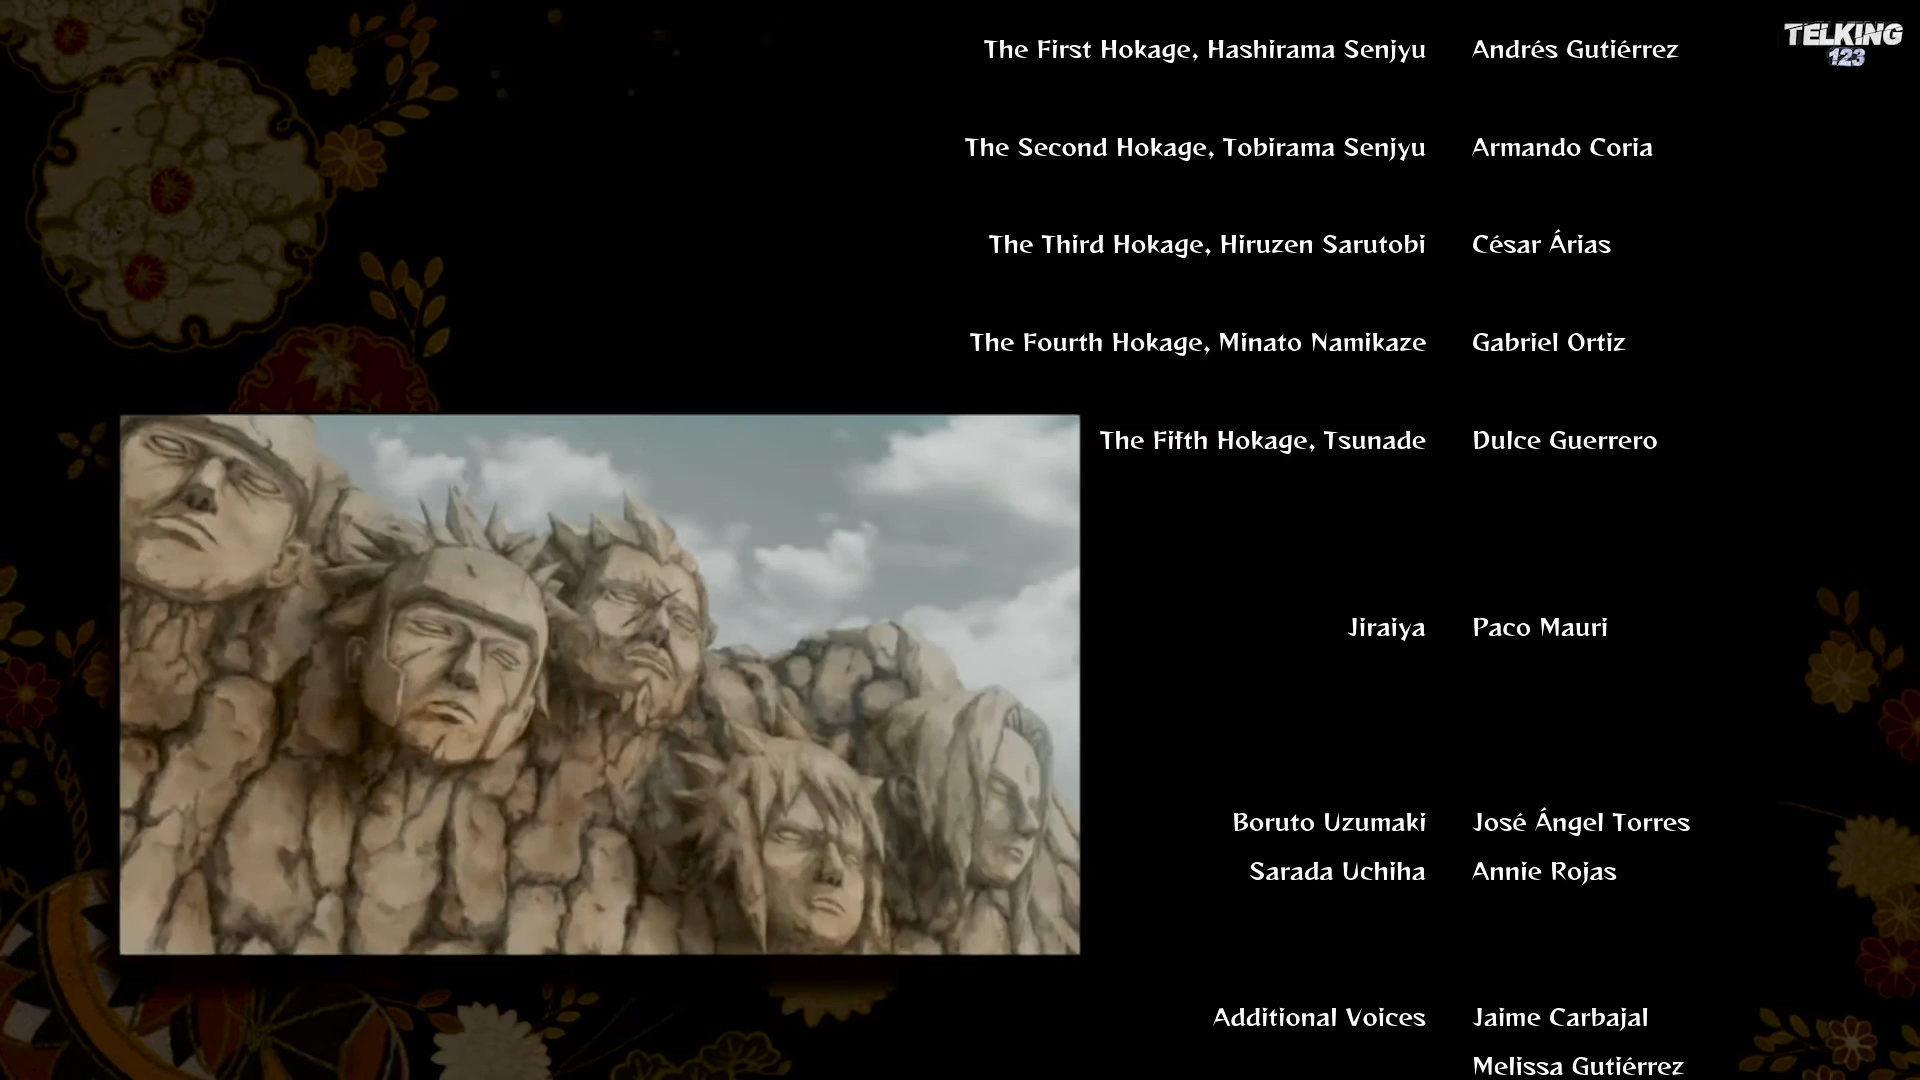 The First Hokage, Hashirama Senjyu Andrés Gutiérrez
TELKING
123
The Second Hokage, Tobirama Senjyu Armando Coria
The Third Hokage, Hiruzen Sarutobi César Árias
The Fourth Hokage, Minato Namikaze Gabriel Ortiz
The Fifth Hokage, Tsunade Dulce Guerrero
Jiraiya Paco Mauri
Boruto Uzumaki José Ángel Torres
Sarada Uchiha Annie Rojas
Additional Voices Jaime Carbajal
Melissa Gutiérrez